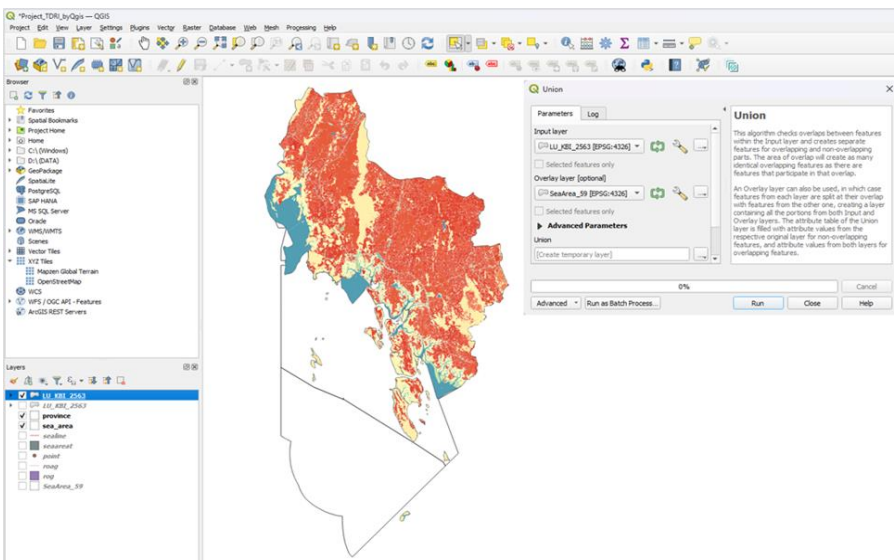 *Project_TDRI_byQgis — QGIS
Project Edit View Layer Settings Plugins Vector Raster Database Web Mesh Processing Help
Browser
Favorites
Spatial Bookmarks
Project Home
Home
C:\ (Windows)
D:\ (DATA)
GeoPackage
SpatiaLite
PostgreSQL
SAP HANA
MS SQL Server
Oracle
WMS/WMTS
Scenes
Vector Tiles
XYZ Tiles
Mapzen Global Terrain
OpenStreetMap
WCS
WFS / OGC API - Features
ArcGIS REST Servers
Layers
LU_KBI_2563
LU_KBI_2563
province
sea_area
sealine
seaareat
point
roog
rog
SeaArea_59
Union
Parameters Log
Input layer
LU_KBI_2563 [EPSG:4326]
Selected features only
Overlay layer [optional]
SeaArea_59 [EPSG:4326]
Selected features only
Advanced Parameters
Union
[Create temporary layer]
Union
This algorithm checks overlaps between features
within the Input layer and creates separate
features for overlapping and non-overlapping
parts. The area of overlap will create as many
identical overlapping features as there are
features that participate in that overlap.
An Overlay layer can also be used, in which case
features from each layer are split at their overlap
with features from the other one, creating a layer
containing all the portions from both Input and
Overlay layers. The attribute table of the Union
layer is filled with attribute values from the
respective original layer for non-overlapping
features, and attribute values from both layers for
overlapping features.
0%
Cancel
Advanced Run as Batch Process... Run Close Help